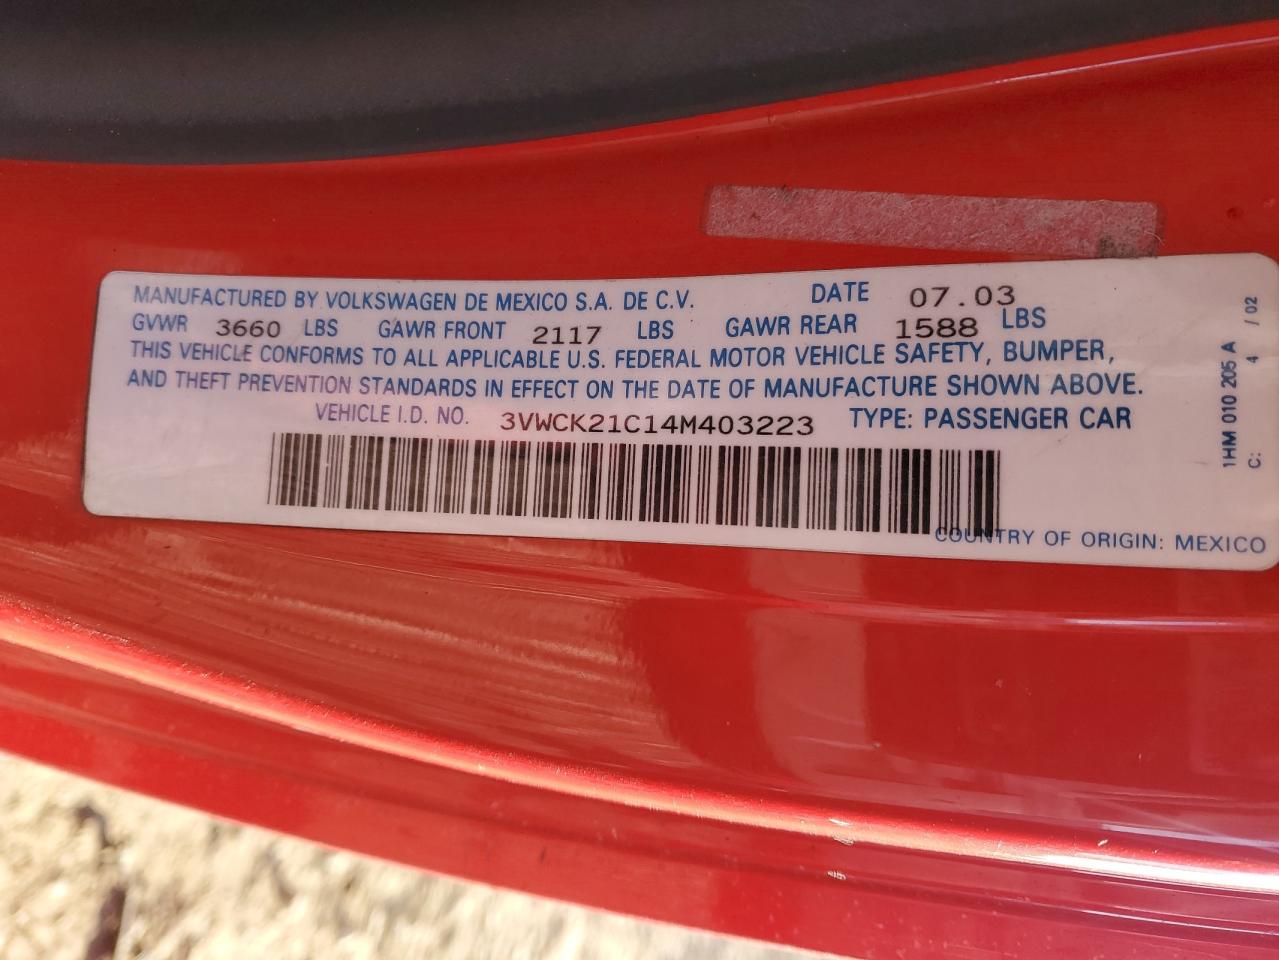 MANUFACTURED BY VOLKSWAGEN DE MEXICO S.A. DE C.V. DATE 07.03
GVWR 3660 LBS GAWR FRONT 2117 LBS GAWR REAR 1588 LBS
THIS VEHICLE CONFORMS TO ALL APPLICABLE U.S. FEDERAL MOTOR VEHICLE SAFETY, BUMPER,
AND THEFT PREVENTION STANDARDS IN EFFECT ON THE DATE OF MANUFACTURE SHOWN ABOVE.
VEHICLE I.D. NO. 3VWCK21C14M403223 TYPE: PASSENGER CAR
COUNTRY OF ORIGIN: MEXICO
1HM 010 205 A
C: 4 / 02